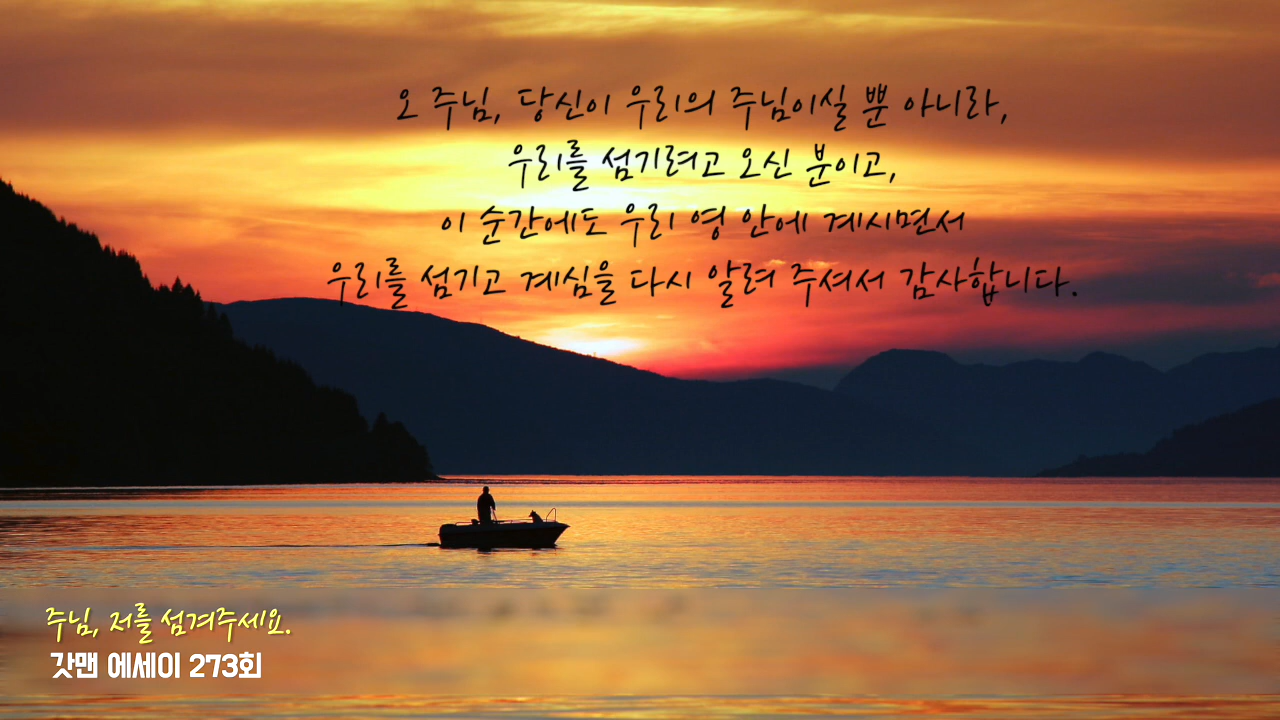 오 주님, 당신이 우리의 주님이실 뿐 아니라,
우리를 섬기려고 오신 분이고,
이 순간에도 우리 영 안에 계시면서
우리를 섬기고 계심을 다시 알려 주셔서 감사합니다.
주님, 저를 섬겨주세요.
갓맨 에세이 273회